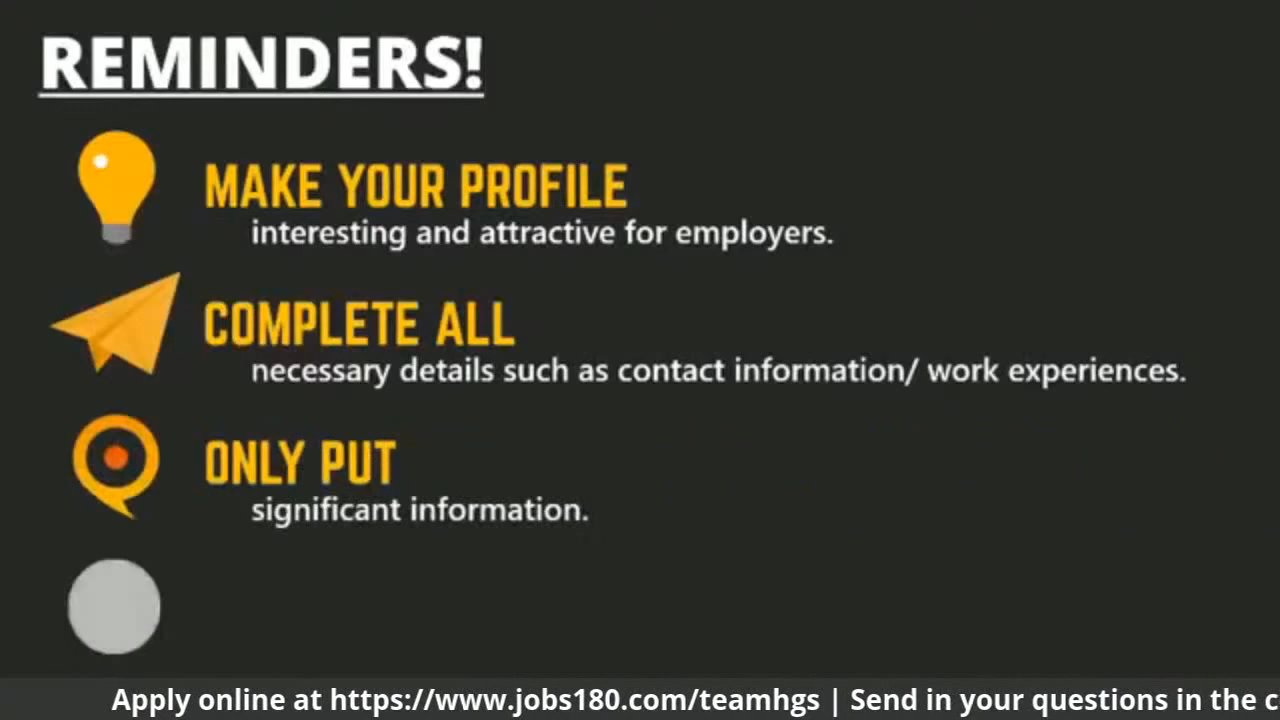 REMINDERS!
MAKE YOUR PROFILE
interesting and attractive for employers.
COMPLETE ALL
necessary details such as contact information/ work experiences.
ONLY PUT
significant information.
Apply online at https://www.jobs180.com/teamhgs | Send in your questions in the c